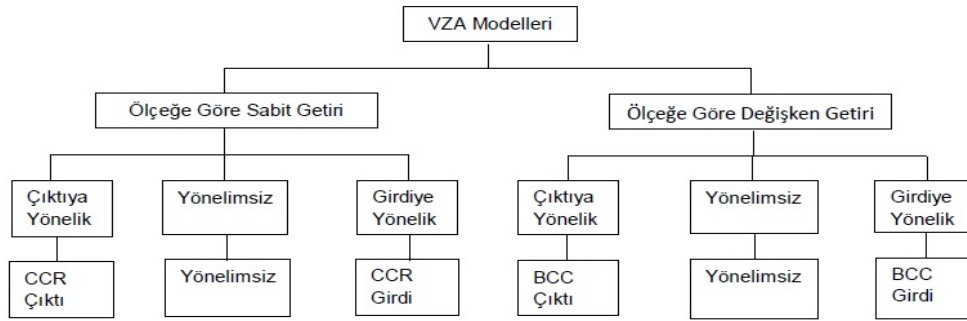 VZA Modelleri
Ölçeğe Göre Sabit Getiri
Ölçeğe Göre Değişken Getiri
Çıktıya
Yönelik
Yönelimsiz
Girdiye
Yönelik
Çıktıya
Yönelik
Yönelimsiz
Girdiye
Yönelik
CCR
Çıktı
Yönelimsiz
CCR
Girdi
BCC
Çıktı
Yönelimsiz
BCC
Girdi